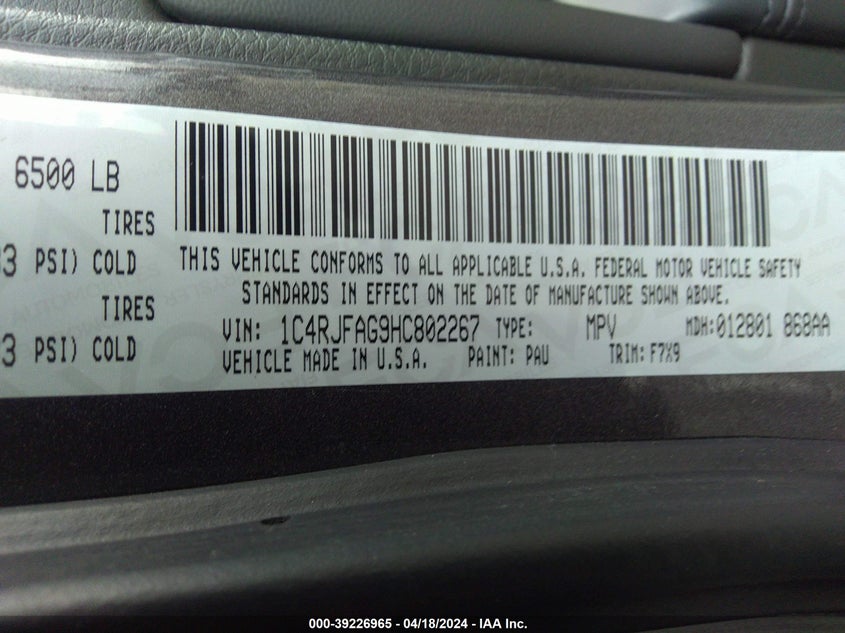 6500 LB
TIRES
PSI) COLD
TIRES
PSI) COLD
THIS VEHICLE CONFORMS TO ALL APPLICABLE U.S.A. FEDERAL MOTOR VEHICLE SAFETY
STANDARDS IN EFFECT ON THE DATE OF MANUFACTURE SHOWN ABOVE.
VIN: 1C4RJFAG9HC802267 TYPE: MPV MDH:012801 868AA
VEHICLE MADE IN U.S.A. PAINT: PAU TRIM: F7X9
000-39226965 - 04/18/2024 - IAA Inc.